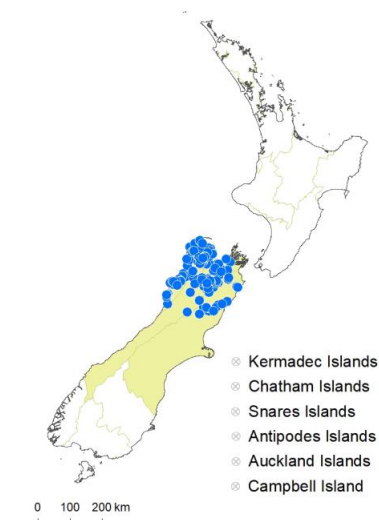 Kermadec Islands
Chatham Islands
Snares Islands
Antipodes Islands
Auckland Islands
Campbell Island
0 100 200 km